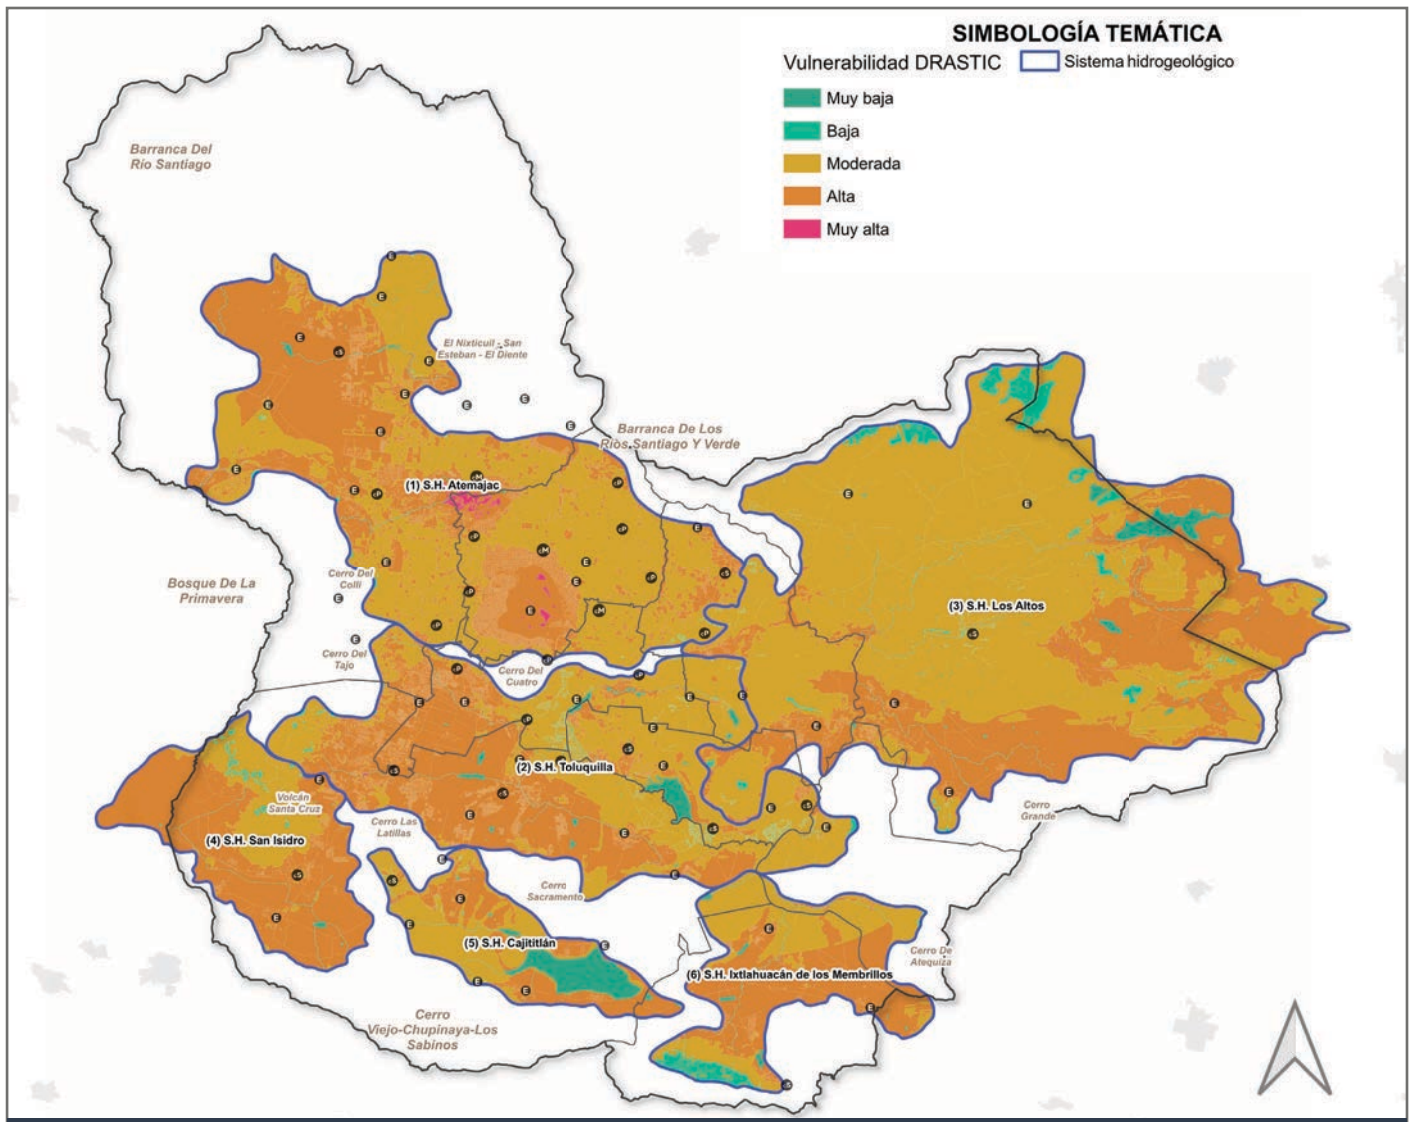 SIMBOLOGÍA TEMÁTICA
Vulnerabilidad DRASTIC
Sistema hidrogeológico
Muy baja
Baja
Moderada
Alta
Muy alta
Barranca Del
Río Santiago
El Nixticuil - San
Esteban - El Diente
Barranca De Los
Ríos Santiago Y Verde
(1) S.H. Atemajac
Bosque De La
Primavera
Cerro Del
Colli
(3) S.H. Los Altos
Cerro Del
Tajo
Cerro Del
Cuatro
(2) S.H. Toluquilla
Volcán
Santa Cruz
Cerro Las
Latillas
Cerro
Grande
(4) S.H. San Isidro
Cerro
Sacramento
(5) S.H. Cajititlán
Cerro De
Atequiza
(6) S.H. Ixtlahuacán de los Membrillos
Cerro
Viejo-Chupinaya-Los
Sabinos